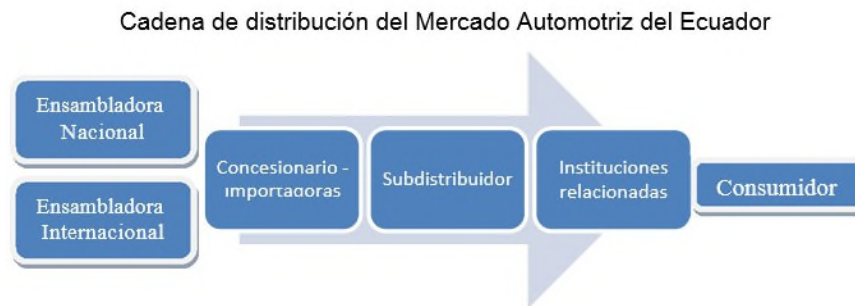 Cadena de distribución del Mercado Automotriz del Ecuador
Ensambladora
Nacional
Ensambladora
Internacional
Concesionario -
importadoras
Subdistribuidor
Instituciones
relacionadas
Consumidor